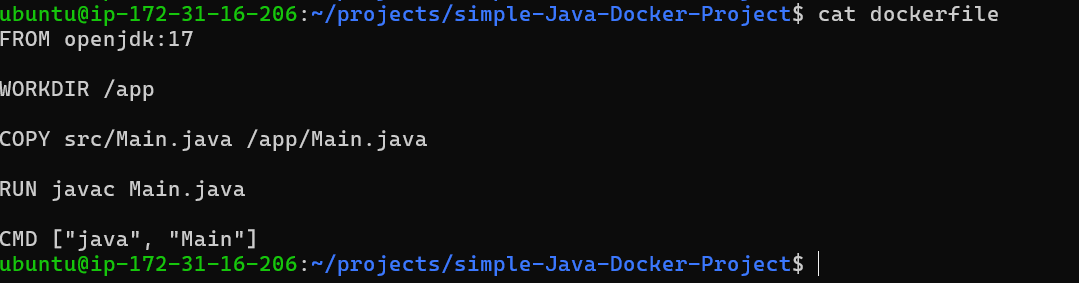 ubuntu@ip-172-31-16-206:~/projects/simple-Java-Docker-Project$ cat dockerfile
FROM openjdk:17
WORKDIR /app
COPY src/Main.java /app/Main.java
RUN javac Main.java
CMD ["java", "Main"]
ubuntu@ip-172-31-16-206:~/projects/simple-Java-Docker-Project$